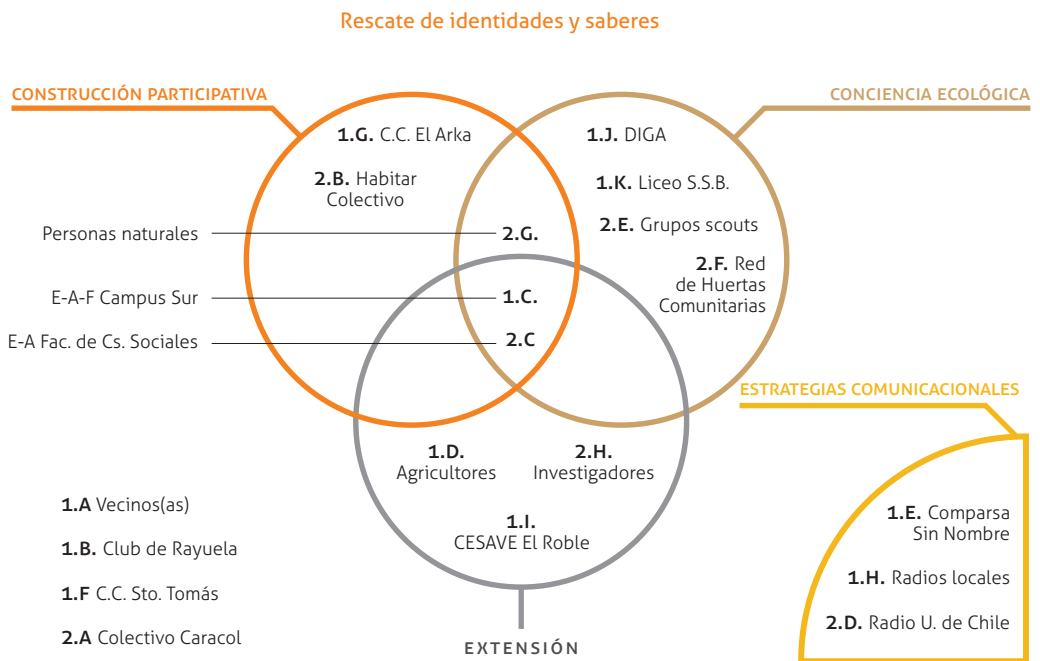 Rescate de identidades y saberes
CONSTRUCCIÓN PARTICIPATIVA
CONCIENCIA ECOLÓGICA
1.G. C.C. El Arka
2.B. Habitar
Colectivo
1.J. DIGA
1.K. Liceo S.S.B.
2.E. Grupos scouts
2.F. Red
de Huertas
Comunitarias
Personas naturales
2.G.
E-A-F Campus Sur
1.C.
E-A Fac. de Cs. Sociales
2.C
1.D.
Agricultores
2.H.
Investigadores
1.I.
CESAVE El Roble
EXTENSIÓN
ESTRATEGIAS COMUNICACIONALES
1.E. Comparsa
Sin Nombre
1.H. Radios locales
2.D. Radio U. de Chile
1.A Vecinos(as)
1.B. Club de Rayuela
1.F C.C. Sto. Tomás
2.A Colectivo Caracol